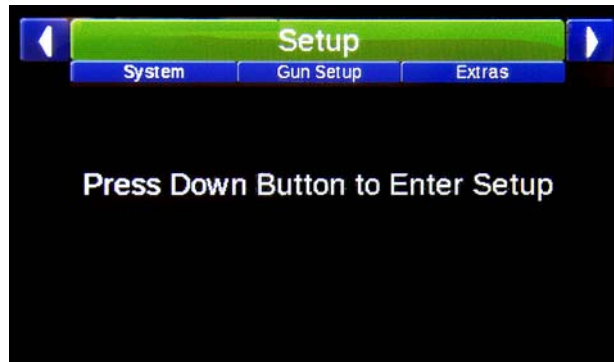 Setup
System Gun Setup Extras
Press Down Button to Enter Setup